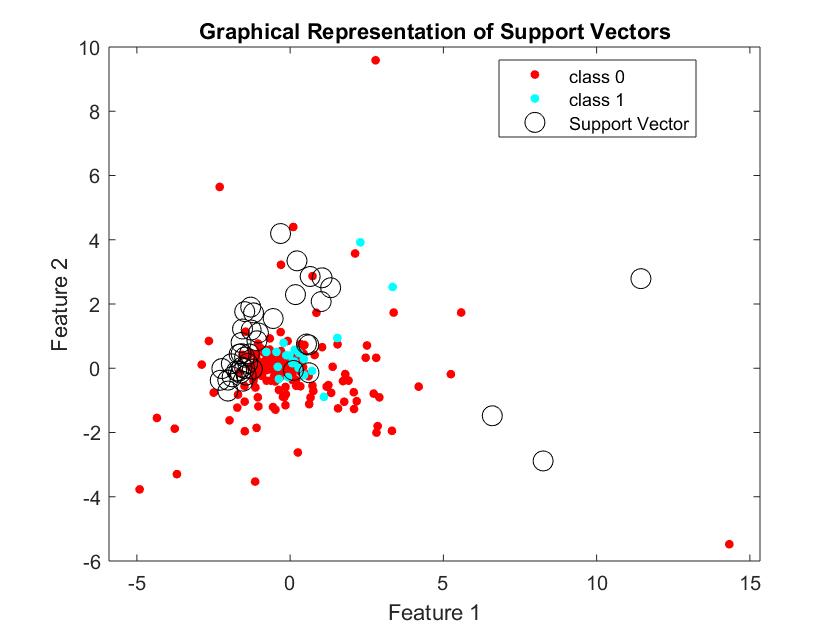 Graphical Representation of Support Vectors
10
8
6
4
2
0
-2
-4
-6
Feature 2
class 0
class 1
Support Vector
-5 0 5 10 15
Feature 1